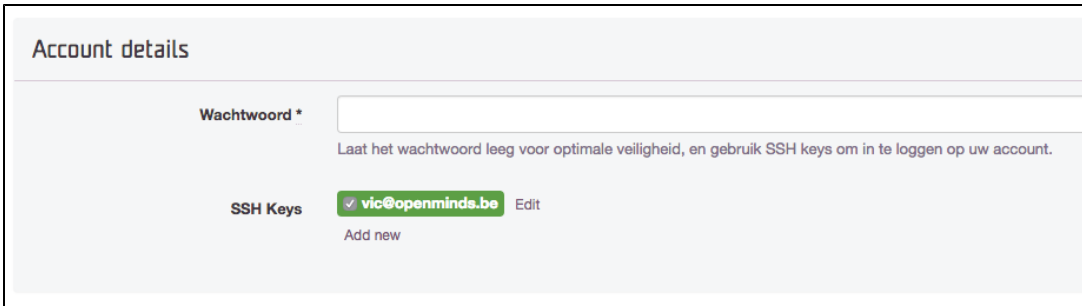 Account details
Wachtwoord *
Laat het wachtwoord leeg voor optimale veiligheid, en gebruik SSH keys om in te loggen op uw account.
SSH Keys vic@openminds.be Edit
Add new